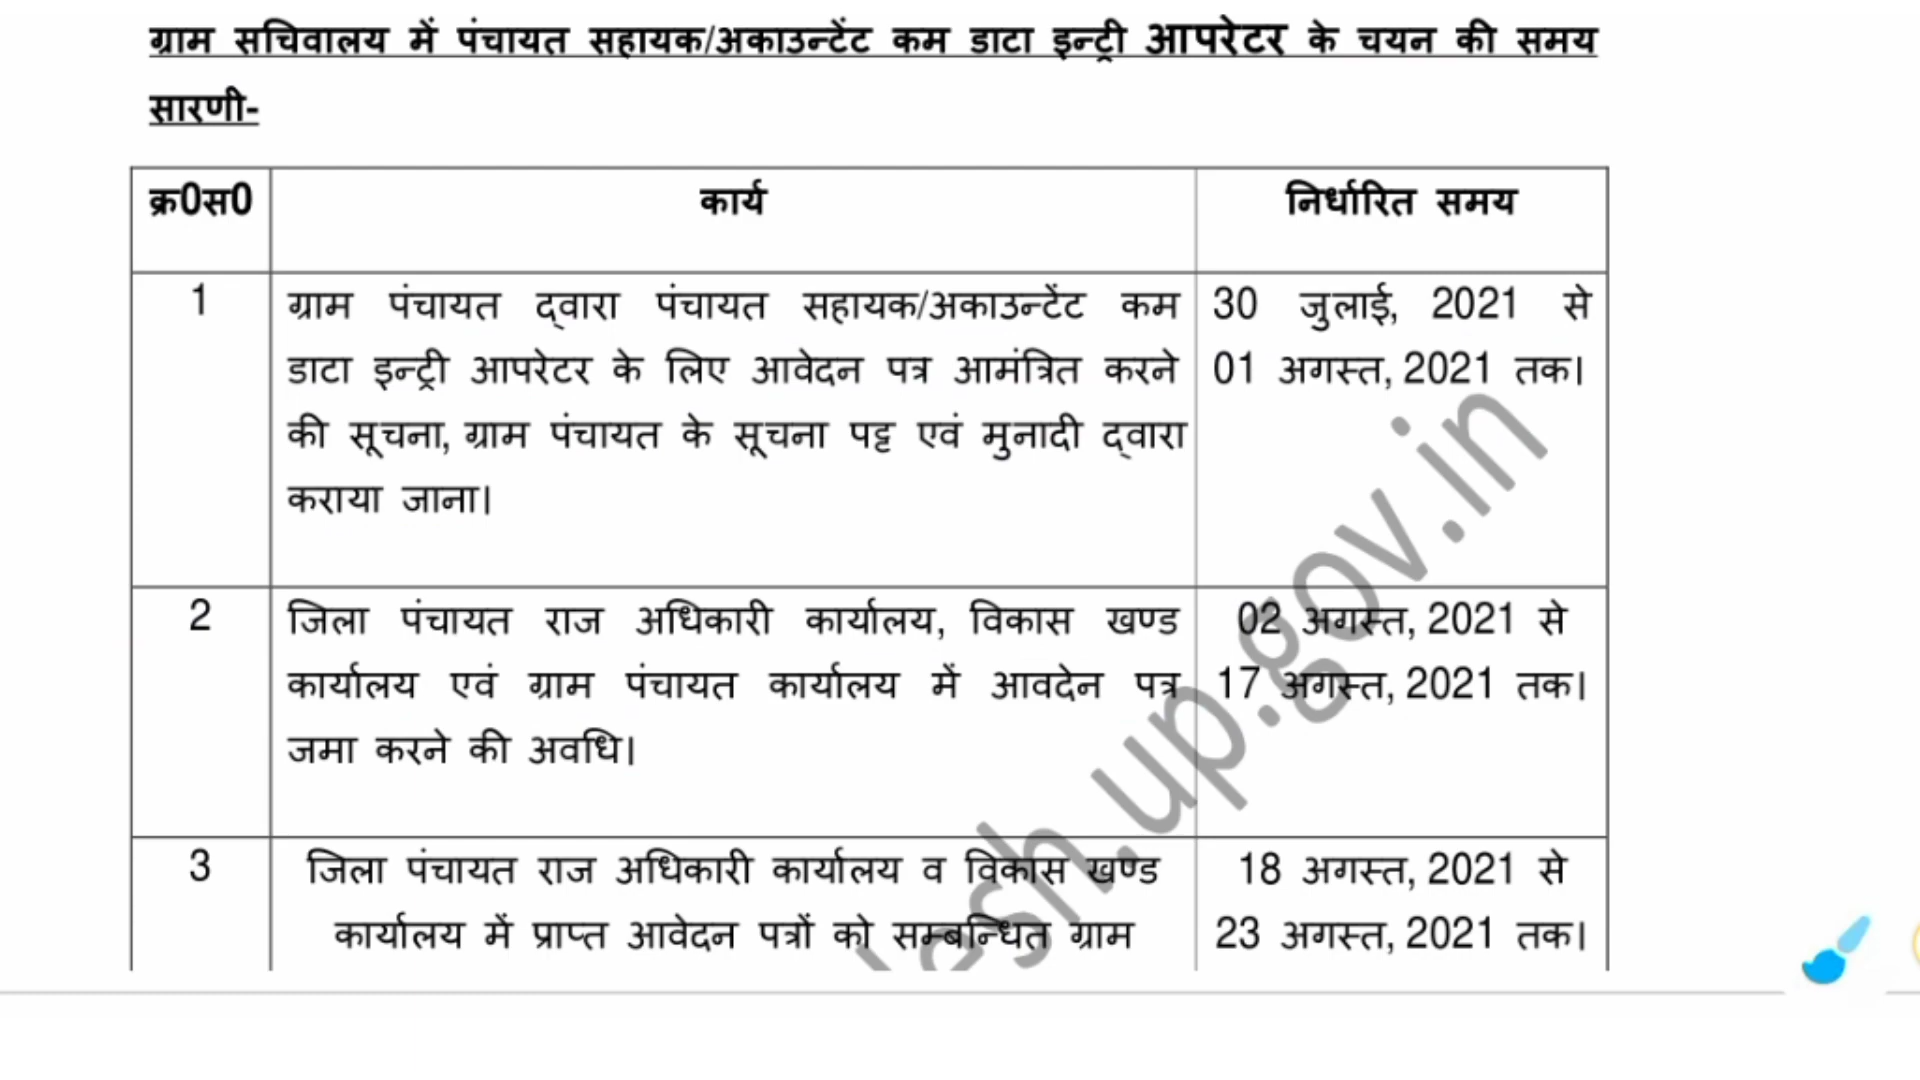 ग्राम सचिवालय में पंचायत सहायक/अकाउन्टेंट कम डाटा इन्ट्री आपरेटर के चयन की समय
सारणी-
क्र0स0 कार्य निर्धारित समय
1 ग्राम पंचायत द्वारा पंचायत सहायक/अकाउन्टेंट कम 30 जुलाई, 2021 से
डाटा इन्ट्री आपरेटर के लिए आवेदन पत्र आमंत्रित करने 01 अगस्त, 2021 तक।
की सूचना, ग्राम पंचायत के सूचना पट्ट एवं मुनादी द्वारा
कराया जाना।
2 जिला पंचायत राज अधिकारी कार्यालय, विकास खण्ड 02 अगस्त, 2021 से
कार्यालय एवं ग्राम पंचायत कार्यालय में आवदेन पत्र 17 अगस्त, 2021 तक।
जमा करने की अवधि।
3 जिला पंचायत राज अधिकारी कार्यालय व विकास खण्ड 18 अगस्त, 2021 से
कार्यालय में प्राप्त आवेदन पत्रों को सम्बन्धित ग्राम 23 अगस्त, 2021 तक।
esh.up.gov.in